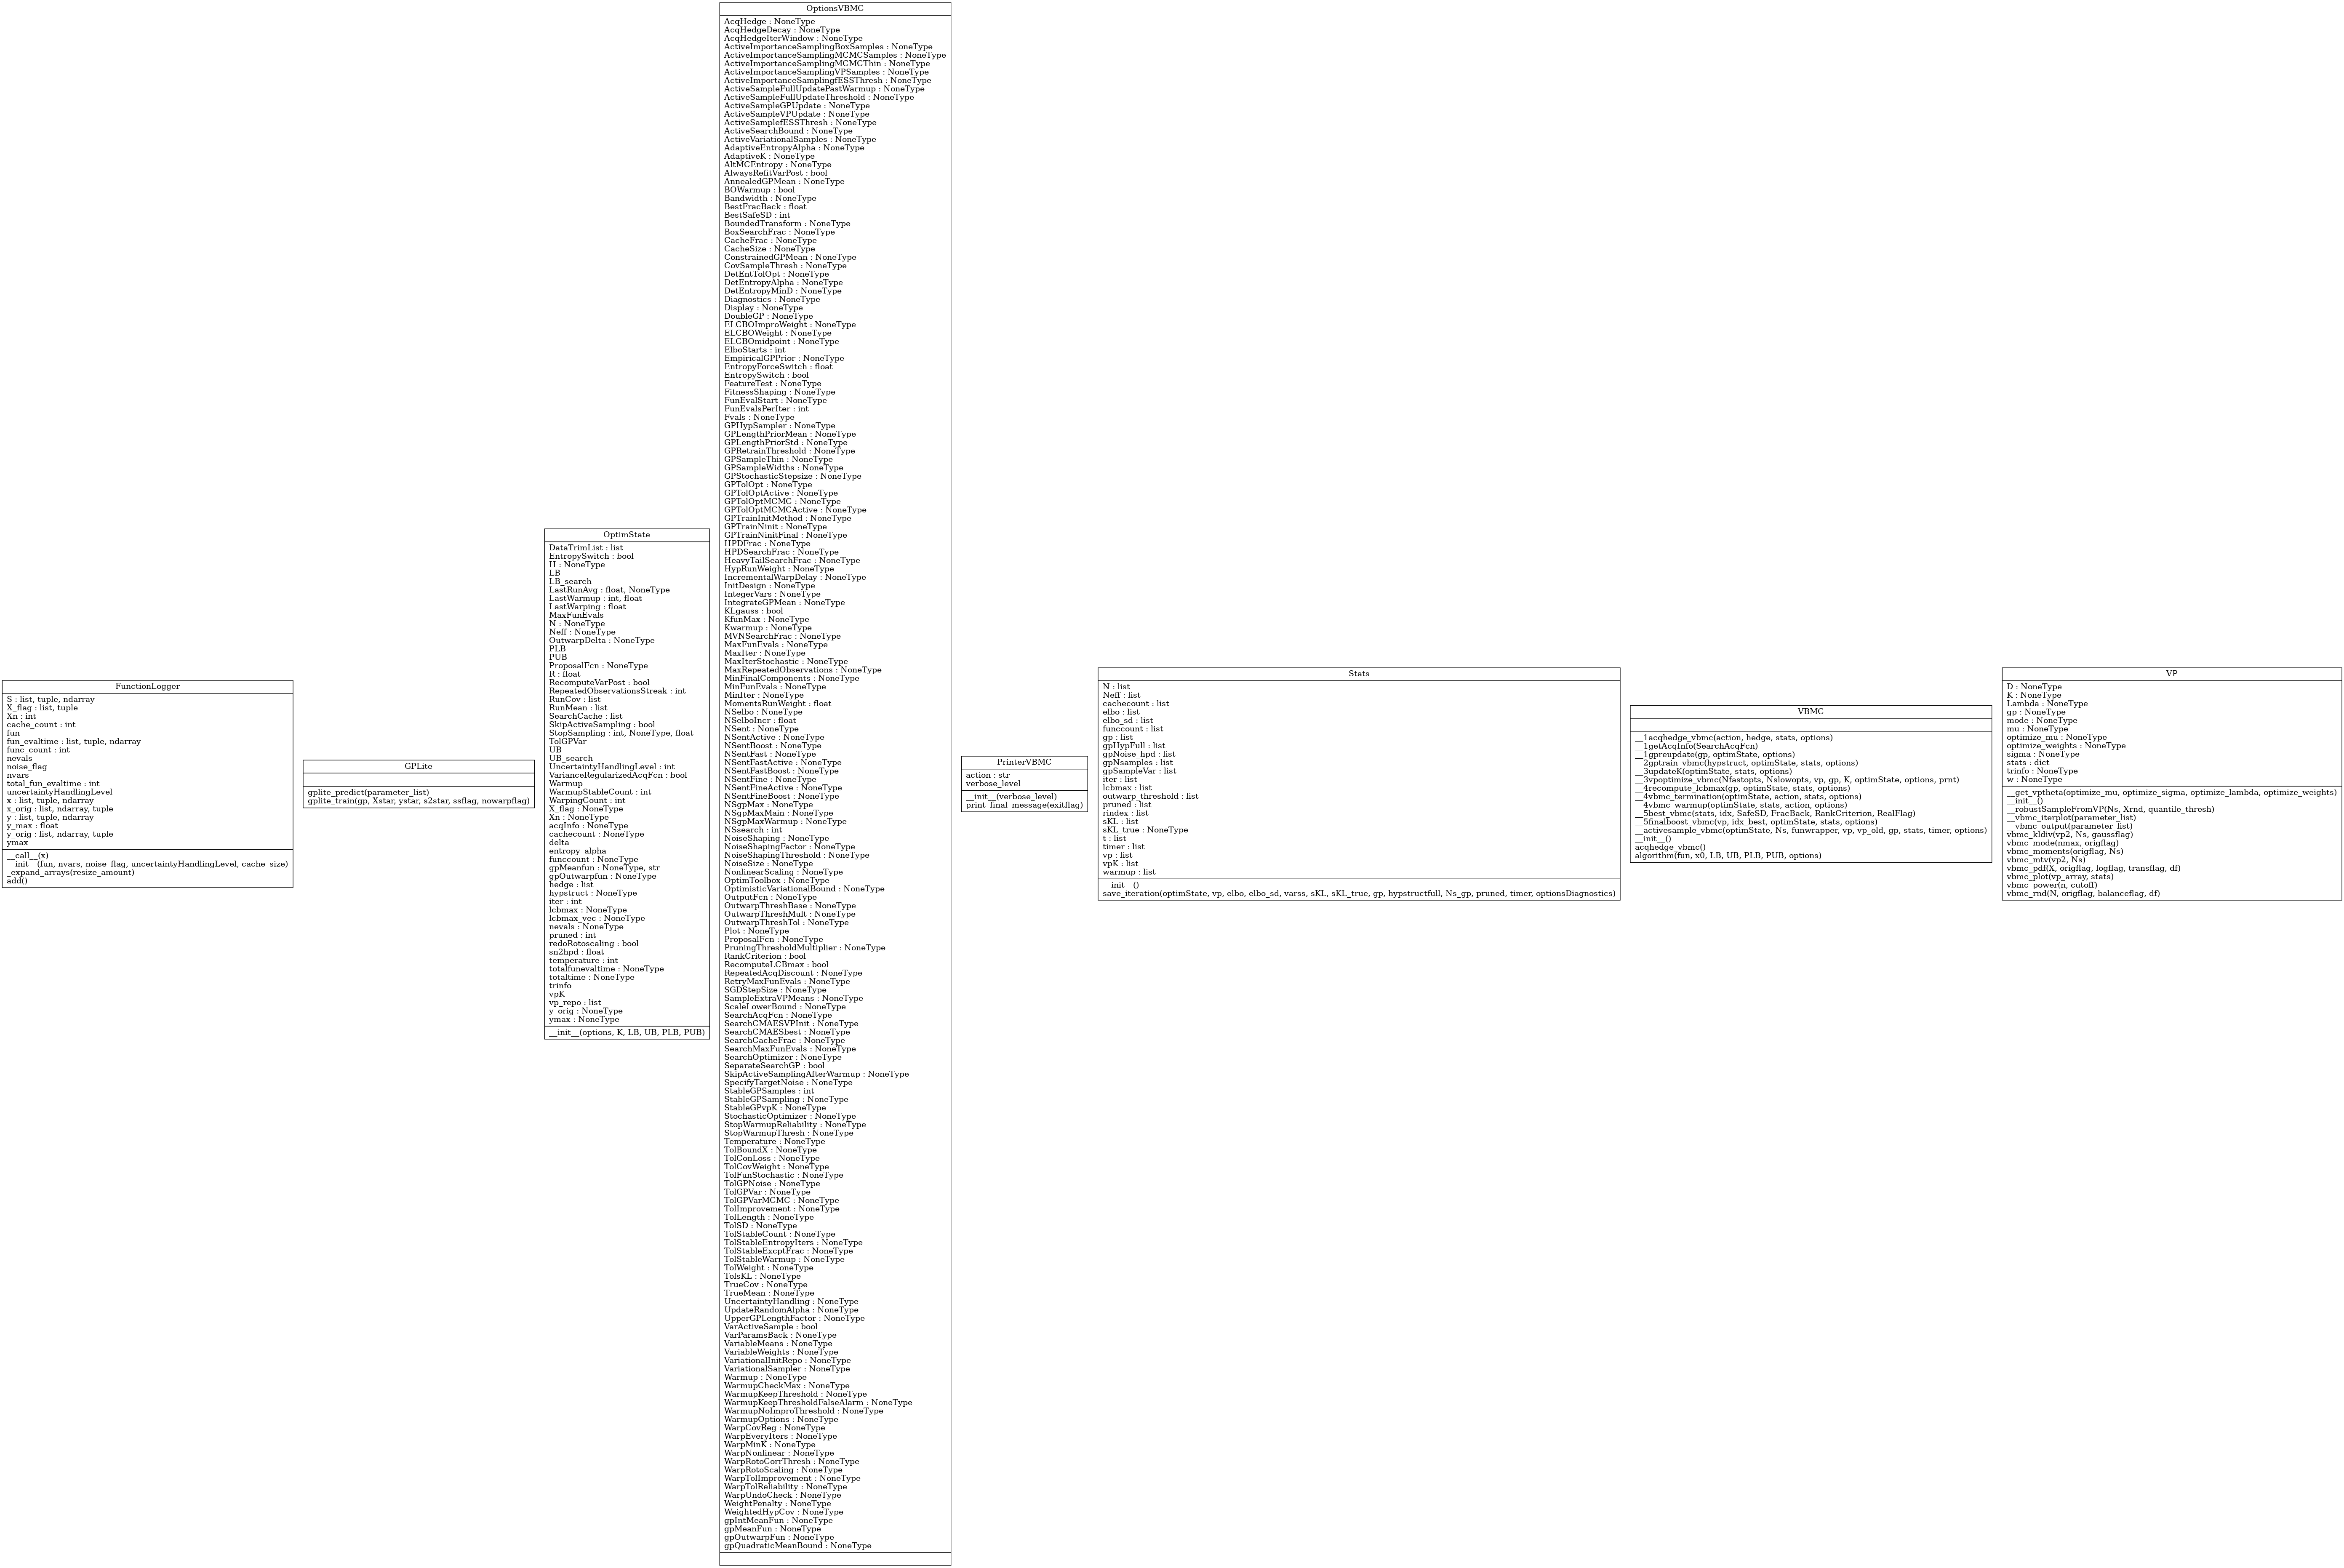 FunctionLogger
S : list, tuple, ndarray
X_flag : list, tuple
Xn : int
cache_count : int
fun
fun_evaltime : list, tuple, ndarray
func_count : int
nevals
noise_flag
nvars
total_fun_evaltime : int
uncertaintyHandlingLevel
x : list, tuple, ndarray
x_orig : list, ndarray, tuple
y : list, tuple, ndarray
y_max : float
y_orig : list, ndarray, tuple
ymax
__call__(x)
__init__(fun, nvars, noise_flag, uncertaintyHandlingLevel, cache_size)
_expand_arrays(resize_amount)
add()
GPLite
gplite_predict(parameter_list)
gplite_train(gp, Xstar, ystar, s2star, ssflag, nowarpflag)
OptimState
DataTrimList : list
EntropySwitch : bool
H : NoneType
LB
LB_search
LastRunAvg : float, NoneType
LastWarmup : int, float
LastWarping : float
MaxFunEvals
N : NoneType
Neff : NoneType
OutwarpDelta : NoneType
PLB
PUB
ProposalFcn : NoneType
R : float
RecomputeVarPost : bool
RepeatedObservationsStreak : int
RunCov : list
RunMean : list
SearchCache : list
SkipActiveSampling : bool
StopSampling : int, NoneType, float
TolGPVar
UB
UB_search
UncertaintyHandlingLevel : int
VarianceRegularizedAcqFcn : bool
Warmup
WarmupStableCount : int
WarpingCount : int
X_flag : NoneType
Xn : NoneType
acqInfo : NoneType
cachecount : NoneType
delta
entropy_alpha
funccount : NoneType
gpMeanfun : NoneType, str
gpOutwarpfun : NoneType
hedge : list
hypstruct : NoneType
iter : int
lcbmax : NoneType
lcbmax_vec : NoneType
nevals : NoneType
pruned : int
redoRotoscaling : bool
sn2hpd : float
temperature : int
totalfunevaltime : NoneType
totaltime : NoneType
trinfo
vpK
vp_repo : list
y_orig : NoneType
ymax : NoneType
__init__(options, K, LB, UB, PLB, PUB)
OptionsVBMC
AcqHedge : NoneType
AcqHedgeDecay : NoneType
AcqHedgeIterWindow : NoneType
ActiveImportanceSamplingBoxSamples : NoneType
ActiveImportanceSamplingMCMCSamples : NoneType
ActiveImportanceSamplingMCMCThin : NoneType
ActiveImportanceSamplingVPSamples : NoneType
ActiveImportanceSamplingfESSThresh : NoneType
ActiveSampleFullUpdatePastWarmup : NoneType
ActiveSampleFullUpdateThreshold : NoneType
ActiveSampleGPUpdate : NoneType
ActiveSampleVPUpdate : NoneType
ActiveSamplefESSThresh : NoneType
ActiveSearchBound : NoneType
ActiveVariationalSamples : NoneType
AdaptiveEntropyAlpha : NoneType
AdaptiveK : NoneType
AltMCEntropy : NoneType
AlwaysRefitVarPost : bool
AnnealedGPMean : NoneType
BOWarmup : bool
Bandwidth : NoneType
BestFracBack : float
BestSafeSD : int
BoundedTransform : NoneType
BoxSearchFrac : NoneType
CacheFrac : NoneType
CacheSize : NoneType
ConstrainedGPMean : NoneType
CovSampleThresh : NoneType
DetEntTolOpt : NoneType
DetEntropyAlpha : NoneType
DetEntropyMinD : NoneType
Diagnostics : NoneType
Display : NoneType
DoubleGP : NoneType
ELCBOImproWeight : NoneType
ELCBOWeight : NoneType
ELCBOmidpoint : NoneType
ElboStarts : int
EmpiricalGPPrior : NoneType
EntropyForceSwitch : float
EntropySwitch : bool
FeatureTest : NoneType
FitnessShaping : NoneType
FunEvalStart : NoneType
FunEvalsPerIter : int
Fvals : NoneType
GPHypSampler : NoneType
GPLengthPriorMean : NoneType
GPLengthPriorStd : NoneType
GPRetrainThreshold : NoneType
GPSampleThin : NoneType
GPSampleWidths : NoneType
GPStochasticStepsize : NoneType
GPTolOpt : NoneType
GPTolOptActive : NoneType
GPTolOptMCMC : NoneType
GPTolOptMCMCActive : NoneType
GPTrainInitMethod : NoneType
GPTrainNinit : NoneType
GPTrainNinitFinal : NoneType
HPDFrac : NoneType
HPDSearchFrac : NoneType
HeavyTailSearchFrac : NoneType
HypRunWeight : NoneType
IncrementalWarpDelay : NoneType
InitDesign : NoneType
IntegerVars : NoneType
IntegrateGPMean : NoneType
KLgauss : bool
KfunMax : NoneType
Kwarmup : NoneType
MVNSearchFrac : NoneType
MaxFunEvals : NoneType
MaxIter : NoneType
MaxIterStochastic : NoneType
MaxRepeatedObservations : NoneType
MinFinalComponents : NoneType
MinFunEvals : NoneType
MinIter : NoneType
MomentsRunWeight : float
NSelbo : NoneType
NSelboIncr : float
NSent : NoneType
NSentActive : NoneType
NSentBoost : NoneType
NSentFast : NoneType
NSentFastActive : NoneType
NSentFastBoost : NoneType
NSentFine : NoneType
NSentFineActive : NoneType
NSentFineBoost : NoneType
NSgpMax : NoneType
NSgpMaxMain : NoneType
NSgpMaxWarmup : NoneType
NSsearch : int
NoiseShaping : NoneType
NoiseShapingFactor : NoneType
NoiseShapingThreshold : NoneType
NoiseSize : NoneType
NonlinearScaling : NoneType
OptimToolbox : NoneType
OptimisticVariationalBound : NoneType
OutputFcn : NoneType
OutwarpThreshBase : NoneType
OutwarpThreshMult : NoneType
OutwarpThreshTol : NoneType
Plot : NoneType
ProposalFcn : NoneType
PruningThresholdMultiplier : NoneType
RankCriterion : bool
RecomputeLCBmax : bool
RepeatedAcqDiscount : NoneType
RetryMaxFunEvals : NoneType
SGDStepSize : NoneType
SampleExtraVPMeans : NoneType
ScaleLowerBound : NoneType
SearchAcqFcn : NoneType
SearchCMAESVPInit : NoneType
SearchCMAESbest : NoneType
SearchCacheFrac : NoneType
SearchMaxFunEvals : NoneType
SearchOptimizer : NoneType
SeparateSearchGP : bool
SkipActiveSamplingAfterWarmup : NoneType
SpecifyTargetNoise : NoneType
StableGPSamples : int
StableGPSampling : NoneType
StableGPvpK : NoneType
StochasticOptimizer : NoneType
StopWarmupReliability : NoneType
StopWarmupThresh : NoneType
Temperature : NoneType
TolBoundX : NoneType
TolConLoss : NoneType
TolCovWeight : NoneType
TolFunStochastic : NoneType
TolGPNoise : NoneType
TolGPVar : NoneType
TolGPVarMCMC : NoneType
TolImprovement : NoneType
TolLength : NoneType
TolSD : NoneType
TolStableCount : NoneType
TolStableEntropyIters : NoneType
TolStableExcptFrac : NoneType
TolStableWarmup : NoneType
TolWeight : NoneType
TolsKL : NoneType
TrueCov : NoneType
TrueMean : NoneType
UncertaintyHandling : NoneType
UpdateRandomAlpha : NoneType
UpperGPLengthFactor : NoneType
VarActiveSample : bool
VarParamsBack : NoneType
VariableMeans : NoneType
VariableWeights : NoneType
VariationalInitRepo : NoneType
VariationalSampler : NoneType
Warmup : NoneType
WarmupCheckMax : NoneType
WarmupKeepThreshold : NoneType
WarmupKeepThresholdFalseAlarm : NoneType
WarmupNoImproThreshold : NoneType
WarmupOptions : NoneType
WarpCovReg : NoneType
WarpEveryIters : NoneType
WarpMinK : NoneType
WarpNonlinear : NoneType
WarpRotoCorrThresh : NoneType
WarpRotoScaling : NoneType
WarpTolImprovement : NoneType
WarpTolReliability : NoneType
WarpUndoCheck : NoneType
WeightPenalty : NoneType
WeightedHypCov : NoneType
gpIntMeanFun : NoneType
gpMeanFun : NoneType
gpOutwarpFun : NoneType
gpQuadraticMeanBound : NoneType
PrinterVBMC
action : str
verbose_level
__init__(verbose_level)
print_final_message(exitflag)
Stats
N : list
Neff : list
cachecount : list
elbo : list
elbo_sd : list
funccount : list
gp : list
gpHypFull : list
gpNoise_hpd : list
gpNsamples : list
gpSampleVar : list
iter : list
lcbmax : list
outwarp_threshold : list
pruned : list
rindex : list
sKL : list
sKL_true : NoneType
t : list
timer : list
vp : list
vpK : list
warmup : list
__init__()
save_iteration(optimState, vp, elbo, elbo_sd, varss, sKL, sKL_true, gp, hypstructfull, Ns_gp, pruned, timer, optionsDiagnostics)
VBMC
__1acqhedge_vbmc(action, hedge, stats, options)
__1getAcqInfo(SearchAcqFcn)
__1gpreupdate(gp, optimState, options)
__2gptrain_vbmc(hypstruct, optimState, stats, options)
__3updateK(optimState, stats, options)
__3vpoptimize_vbmc(Nfastopts, Nslowopts, vp, gp, K, optimState, options, prnt)
__4recompute_lcbmax(gp, optimState, stats, options)
__4vbmc_termination(optimState, action, stats, options)
__4vbmc_warmup(optimState, stats, action, options)
__5best_vbmc(stats, idx, SafeSD, FracBack, RankCriterion, RealFlag)
__5finalboost_vbmc(vp, idx_best, optimState, stats, options)
__activesample_vbmc(optimState, Ns, funwrapper, vp, vp_old, gp, stats, timer, options)
__init__()
acqhedge_vbmc()
algorithm(fun, x0, LB, UB, PLB, PUB, options)
VP
D : NoneType
K : NoneType
Lambda : NoneType
gp : NoneType
mode : NoneType
mu : NoneType
optimize_mu : NoneType
optimize_weights : NoneType
sigma : NoneType
stats : dict
trinfo : NoneType
w : NoneType
__get_vptheta(optimize_mu, optimize_sigma, optimize_lambda, optimize_weights)
__init__()
__robustSampleFromVP(Ns, Xrnd, quantile_thresh)
__vbmc_iterplot(parameter_list)
__vbmc_output(parameter_list)
vbmc_kldiv(vp2, Ns, gaussflag)
vbmc_mode(nmax, origflag)
vbmc_moments(origflag, Ns)
vbmc_mtv(vp2, Ns)
vbmc_pdf(X, origflag, logflag, transflag, df)
vbmc_plot(vp_array, stats)
vbmc_power(n, cutoff)
vbmc_rnd(N, origflag, balanceflag, df)